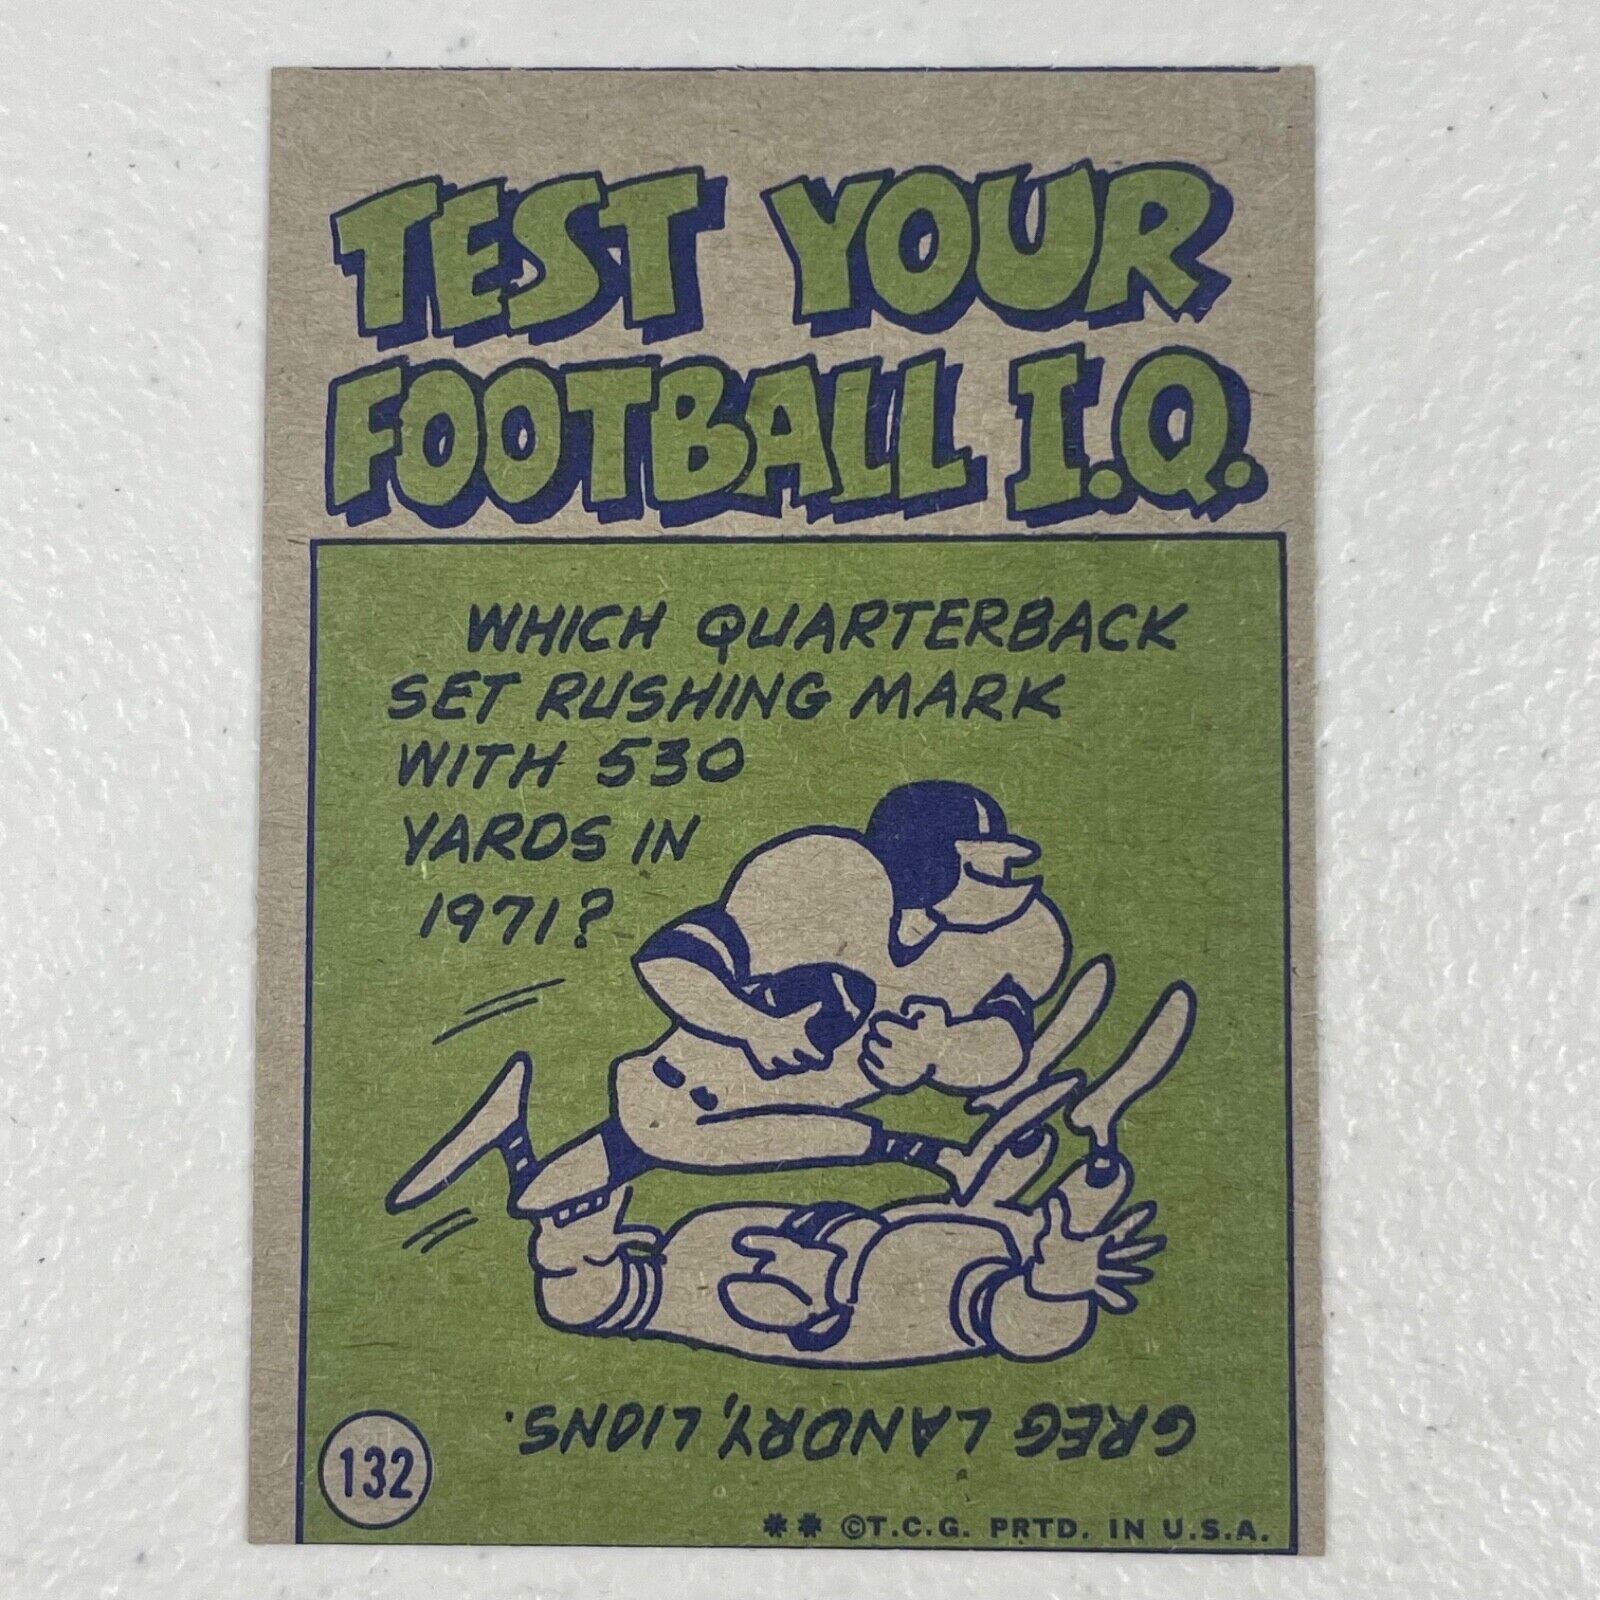 TEST YOUR
FOOTBALL I.Q.
WHICH QUARTERBACK
SET RUSHING MARK
WITH 530
YARDS IN
1971?
GREG LANDRY, LIONS.
132
** ©T.C.G. PRTD. IN U.S.A.